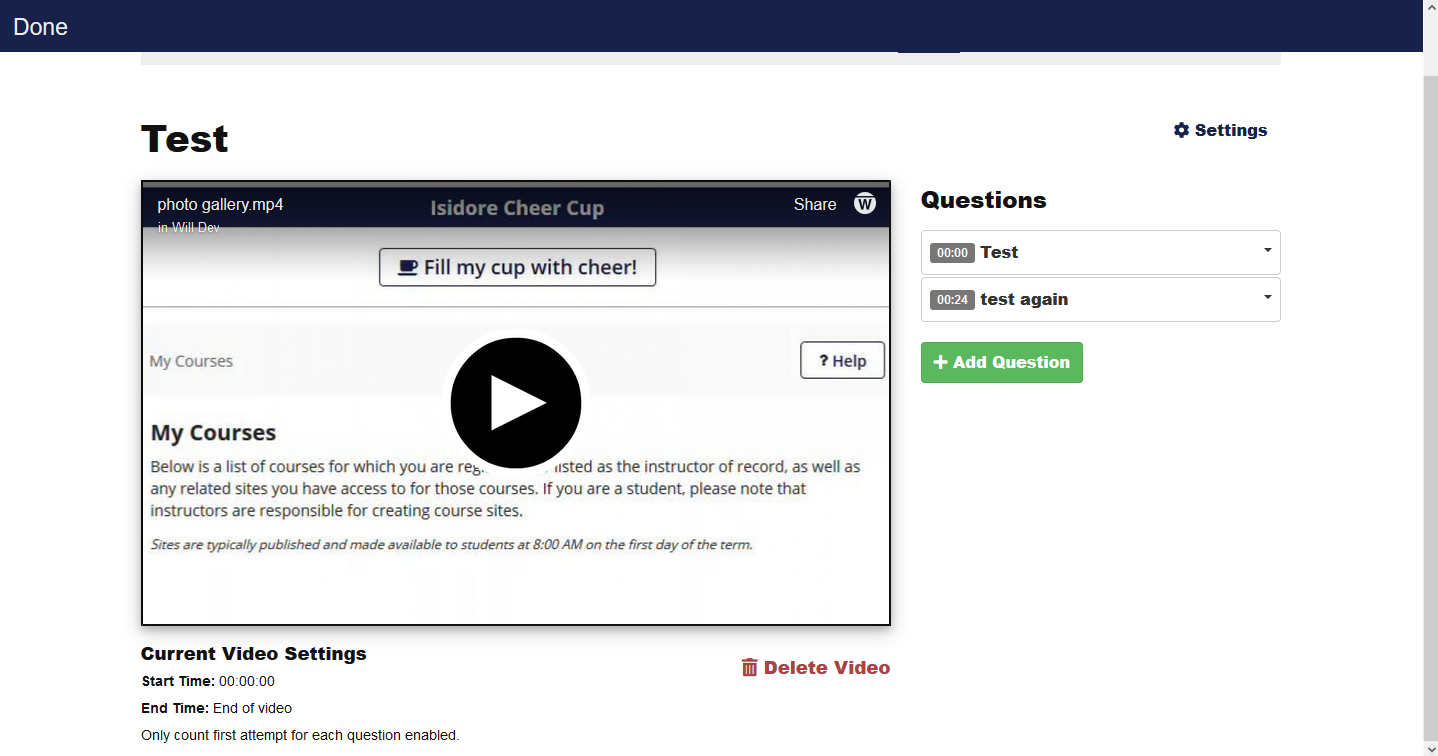 Done
Test
Settings
photo gallery.mp4
Isidore Cheer Cup
Share
W
in Will Dev
Fill my cup with cheer!
My Courses
? Help
My Courses
Below is a list of courses for which you are listed as the instructor of record, as well as
any related sites you have access to for those courses. If you are a student, please note that
instructors are responsible for creating course sites.
Sites are typically published and made available to students at 8:00 AM on the first day of the term.
Questions
00:00 Test
00:24 test again
+ Add Question
Current Video Settings
Delete Video
Start Time: 00:00:00
End Time: End of video
Only count first attempt for each question enabled.